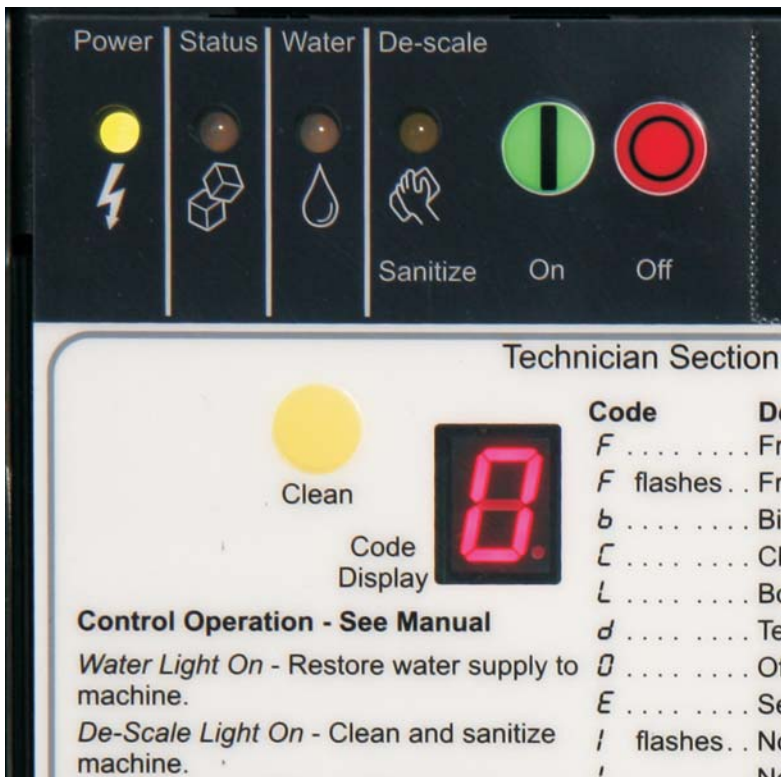 Power Status Water De-scale
Sanitize On Off
Technician Section
Clean
Code Display
0
Control Operation - See Manual
Water Light On - Restore water supply to
machine.
De-Scale Light On - Clean and sanitize
machine.
Code
F . . . . . . . .
F flashes . .
b . . . . . . . .
C . . . . . . . .
L . . . . . . . .
d . . . . . . . .
0 . . . . . . . .
E . . . . . . . .
I flashes . .